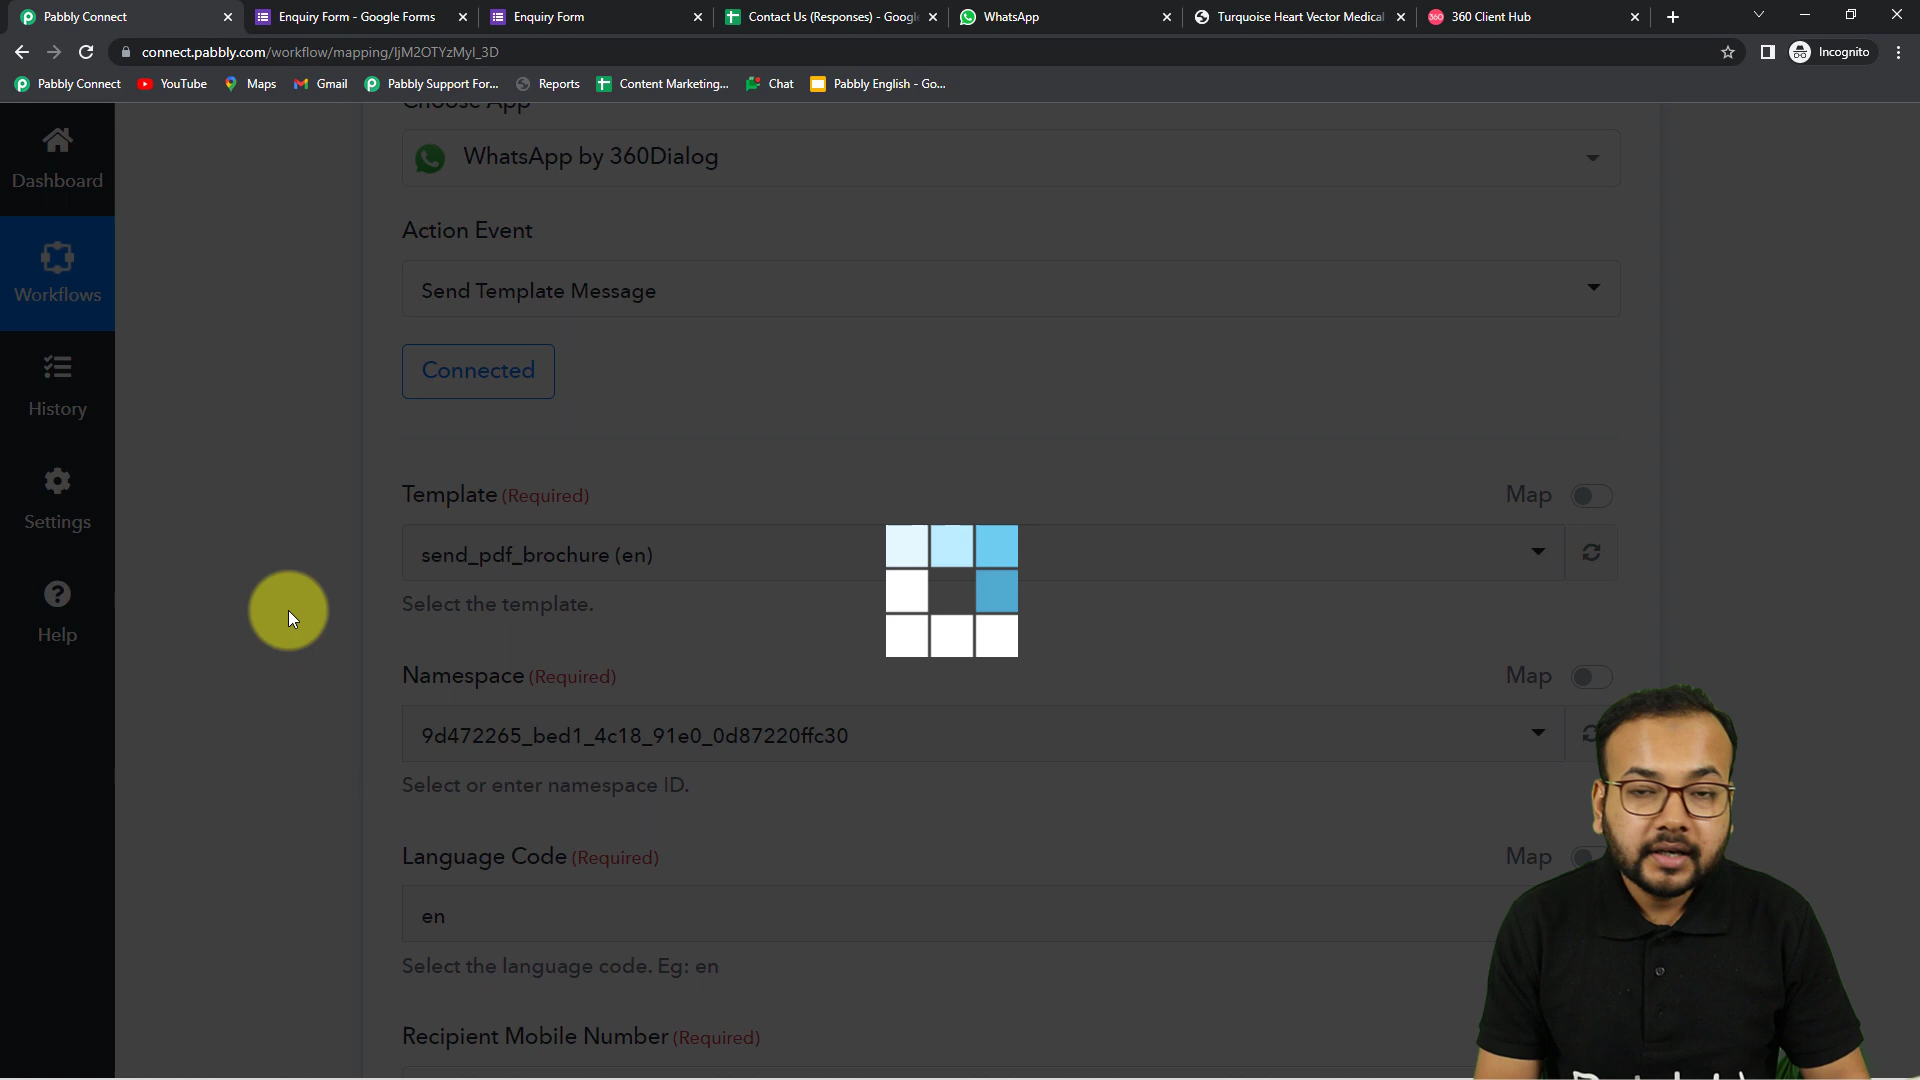 Pabbly Connect
Enquiry Form - Google Forms
Enquiry Form
Contact Us (Responses) - Google
WhatsApp
Turquoise Heart Vector Medical
360 Client Hub
connect.pabbly.com/workflow/mapping/IjM2OTYzMyI_3D
Incognito
Pabbly Connect
YouTube
Maps
Gmail
Pabbly Support For...
Reports
Content Marketing...
Chat
Pabbly English - Go...
Choose App
WhatsApp by 360Dialog
Dashboard
Action Event
Send Template Message
Workflows
Connected
History
Template (Required)
Map
Settings
send_pdf_brochure (en)
Select the template.
Help
Namespace (Required)
Map
9d472265_bed1_4c18_91e0_0d87220ffc30
Select or enter namespace ID.
Language Code (Required)
Map
en
Select the language code. Eg: en
Recipient Mobile Number (Required)